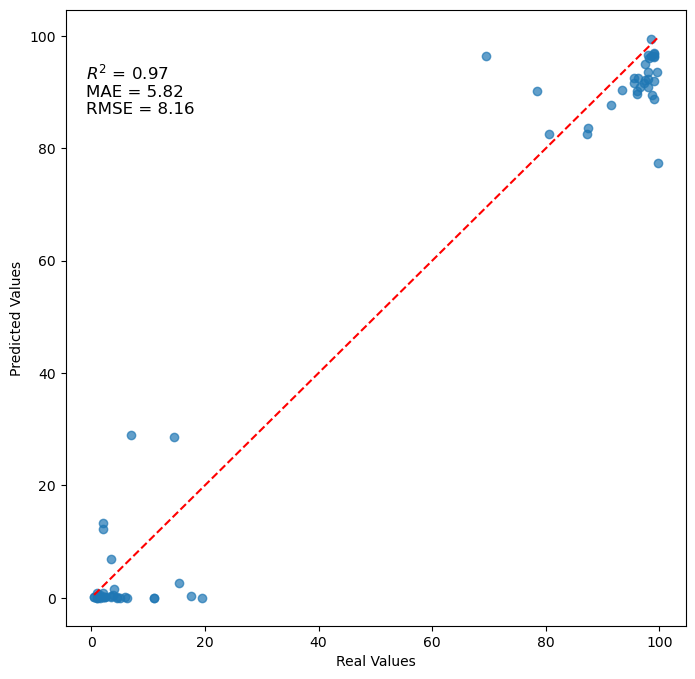 100
80
60
40
20
0
R² = 0.97
MAE = 5.82
RMSE = 8.16
Predicted Values
0 20 40 60 80 100
Real Values